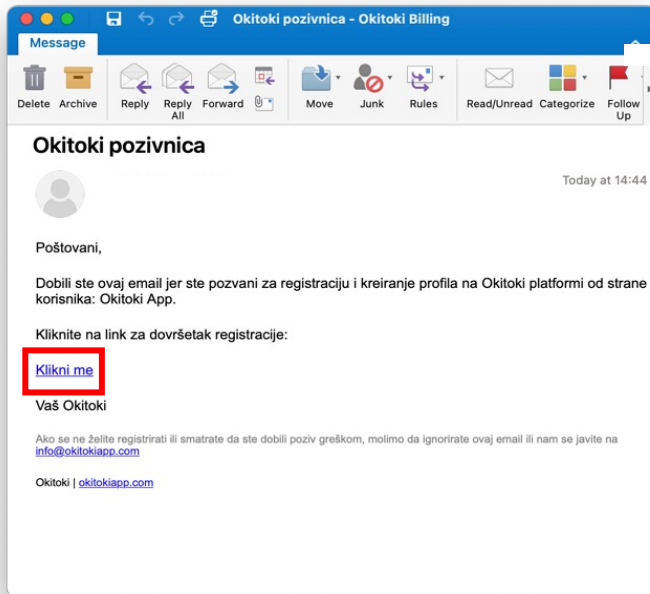 Okitoki pozivnica - Okitoki Billing
Message
Delete Archive Reply Reply All Forward Move Junk Rules Read/Unread Categorize Follow Up
Okitoki pozivnica
Today at 14:44
Poštovani,
Dobili ste ovaj email jer ste pozvani za registraciju i kreiranje profila na Okitoki platformi od strane
korisnika: Okitoki App.
Kliknite na link za dovršetak registracije:
Klikni me
Vaš Okitoki
Ako se ne želite registrirati ili smatrate da ste dobili poziv greškom, molimo da ignorirate ovaj email ili nam se javite na
info@okitokiapp.com
Okitoki | okitokiapp.com